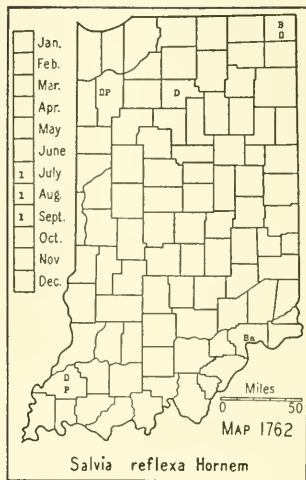 Jan.
Feb.
Mar.
Apr.
May
June
1 July
1 Aug.
1 Sept.
Oct.
Nov
Dec.
B
D
DP
D
Ba
D
P
Miles
0 50
MAP 1762
Salvia reflexa Hornem